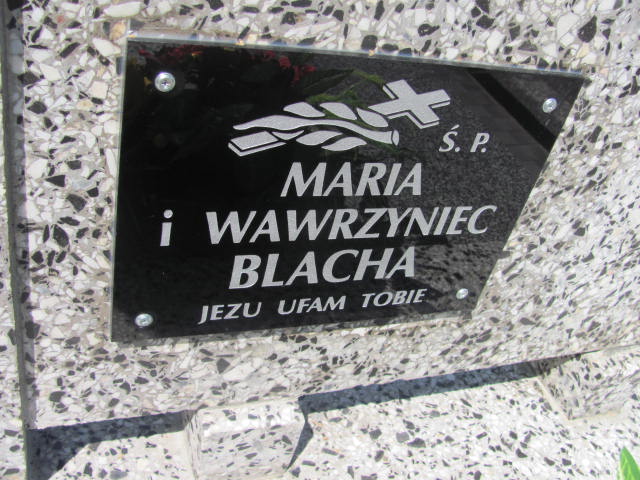 Ś. P.
MARIA
i WAWRZYNIEC
BLACHA
JEZU UFAM TOBIE